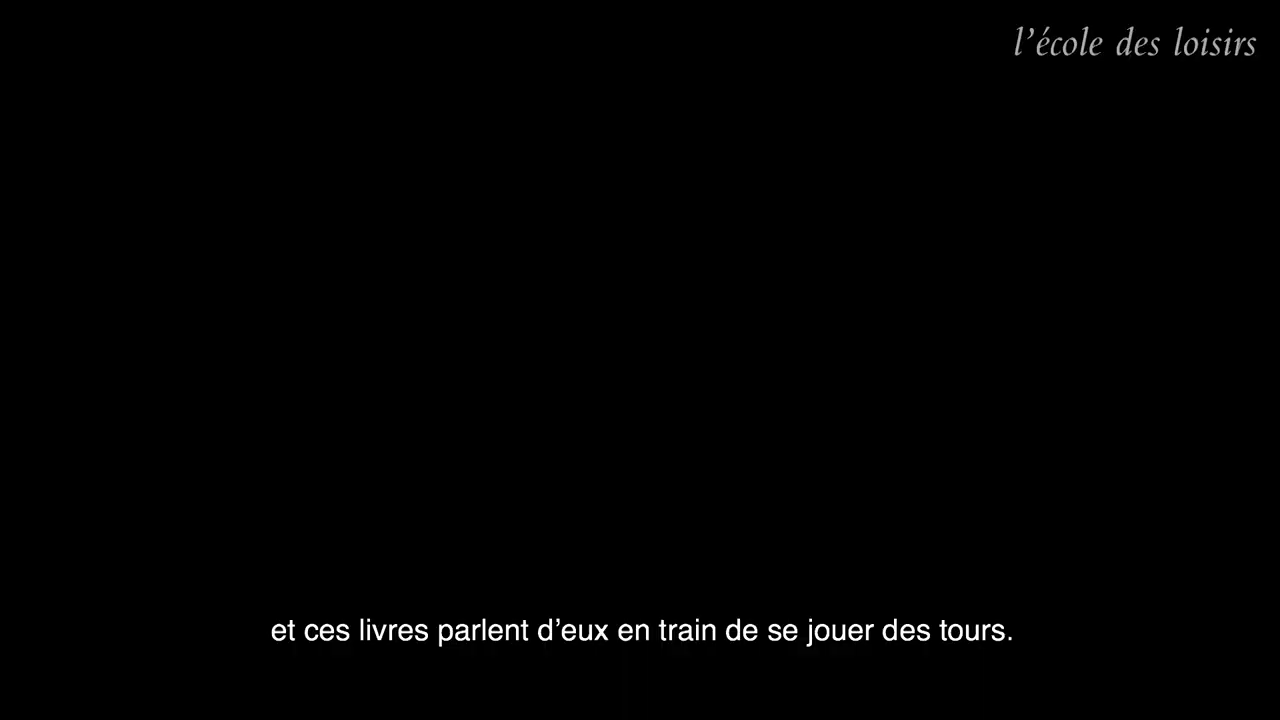 l'école des loisirs
et ces livres parlent d'eux en train de se jouer des tours.